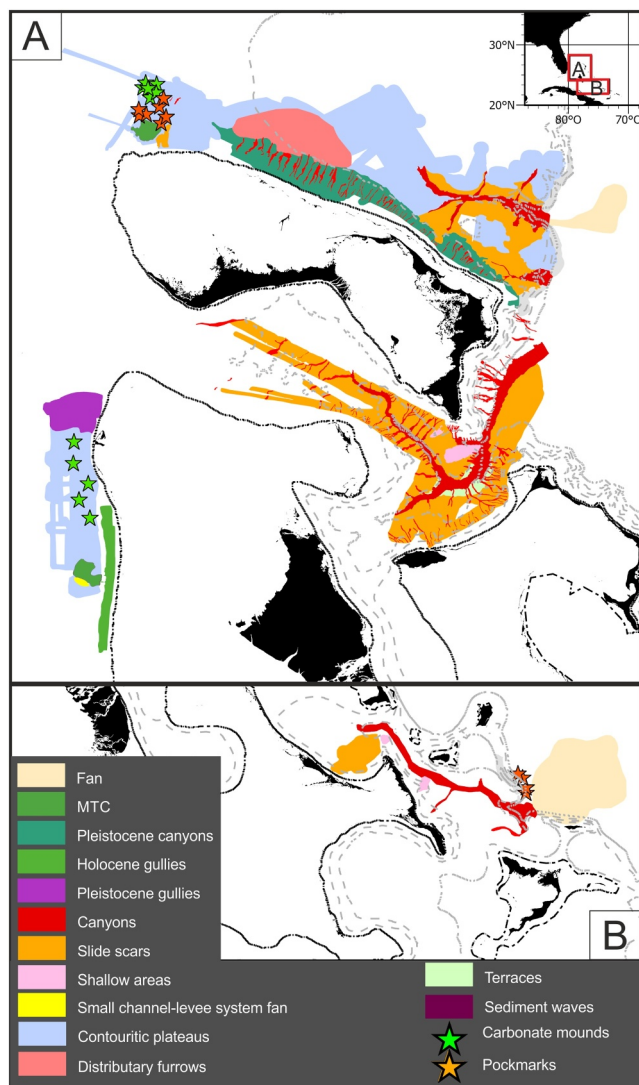 A
30°N
A
B
20°N
80°W
70°W
Fan
MTC
Pleistocene canyons
Holocene gullies
Pleistocene gullies
Canyons
Slide scars
Shallow areas
Small channel-levee system fan
Contouritic plateaus
Distributary furrows
B
Terraces
Sediment waves
Carbonate mounds
Pockmarks